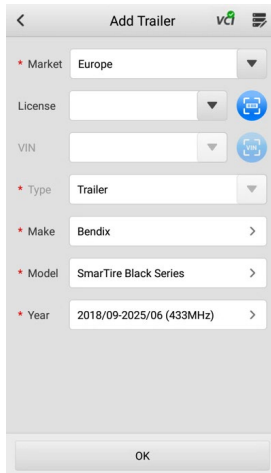 Add Trailer
VCI
* Market Europe
License
VIN
VIN
* Type Trailer
* Make Bendix
* Model SmarTire Black Series
* Year 2018/09-2025/06 (433MHz)
OK